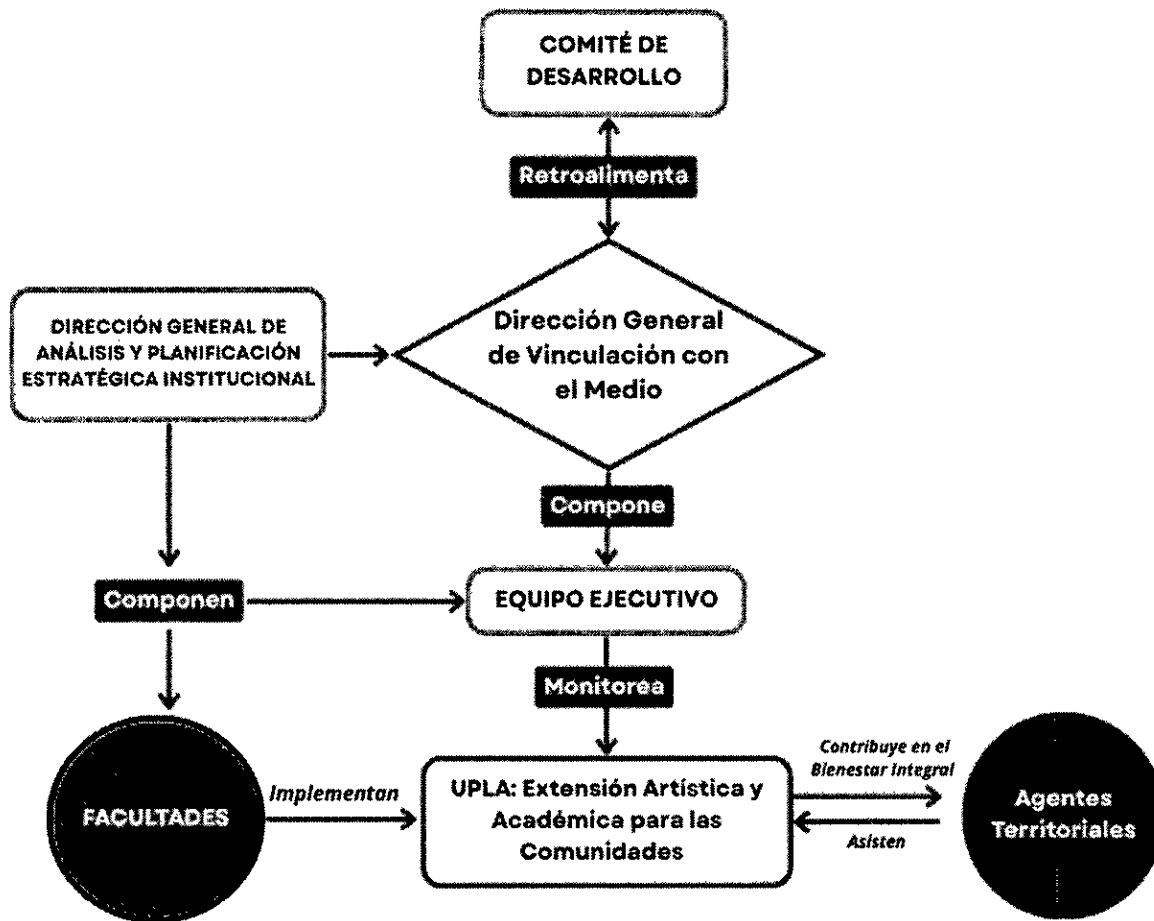 COMITÉ DE
DESARROLLO
Retroalimenta
Dirección General
de Vinculación con
el Medio
DIRECCIÓN GENERAL DE
ANÁLISIS Y PLANIFICACIÓN
ESTRATÉGICA INSTITUCIONAL
Compone
Componen
EQUIPO EJECUTIVO
Monitorea
FACULTADES
Implementan
UPLA: Extensión Artística y
Académica para las
Comunidades
Contribuye en el
Bienestar Integral
Asisten
Agentes
Territoriales